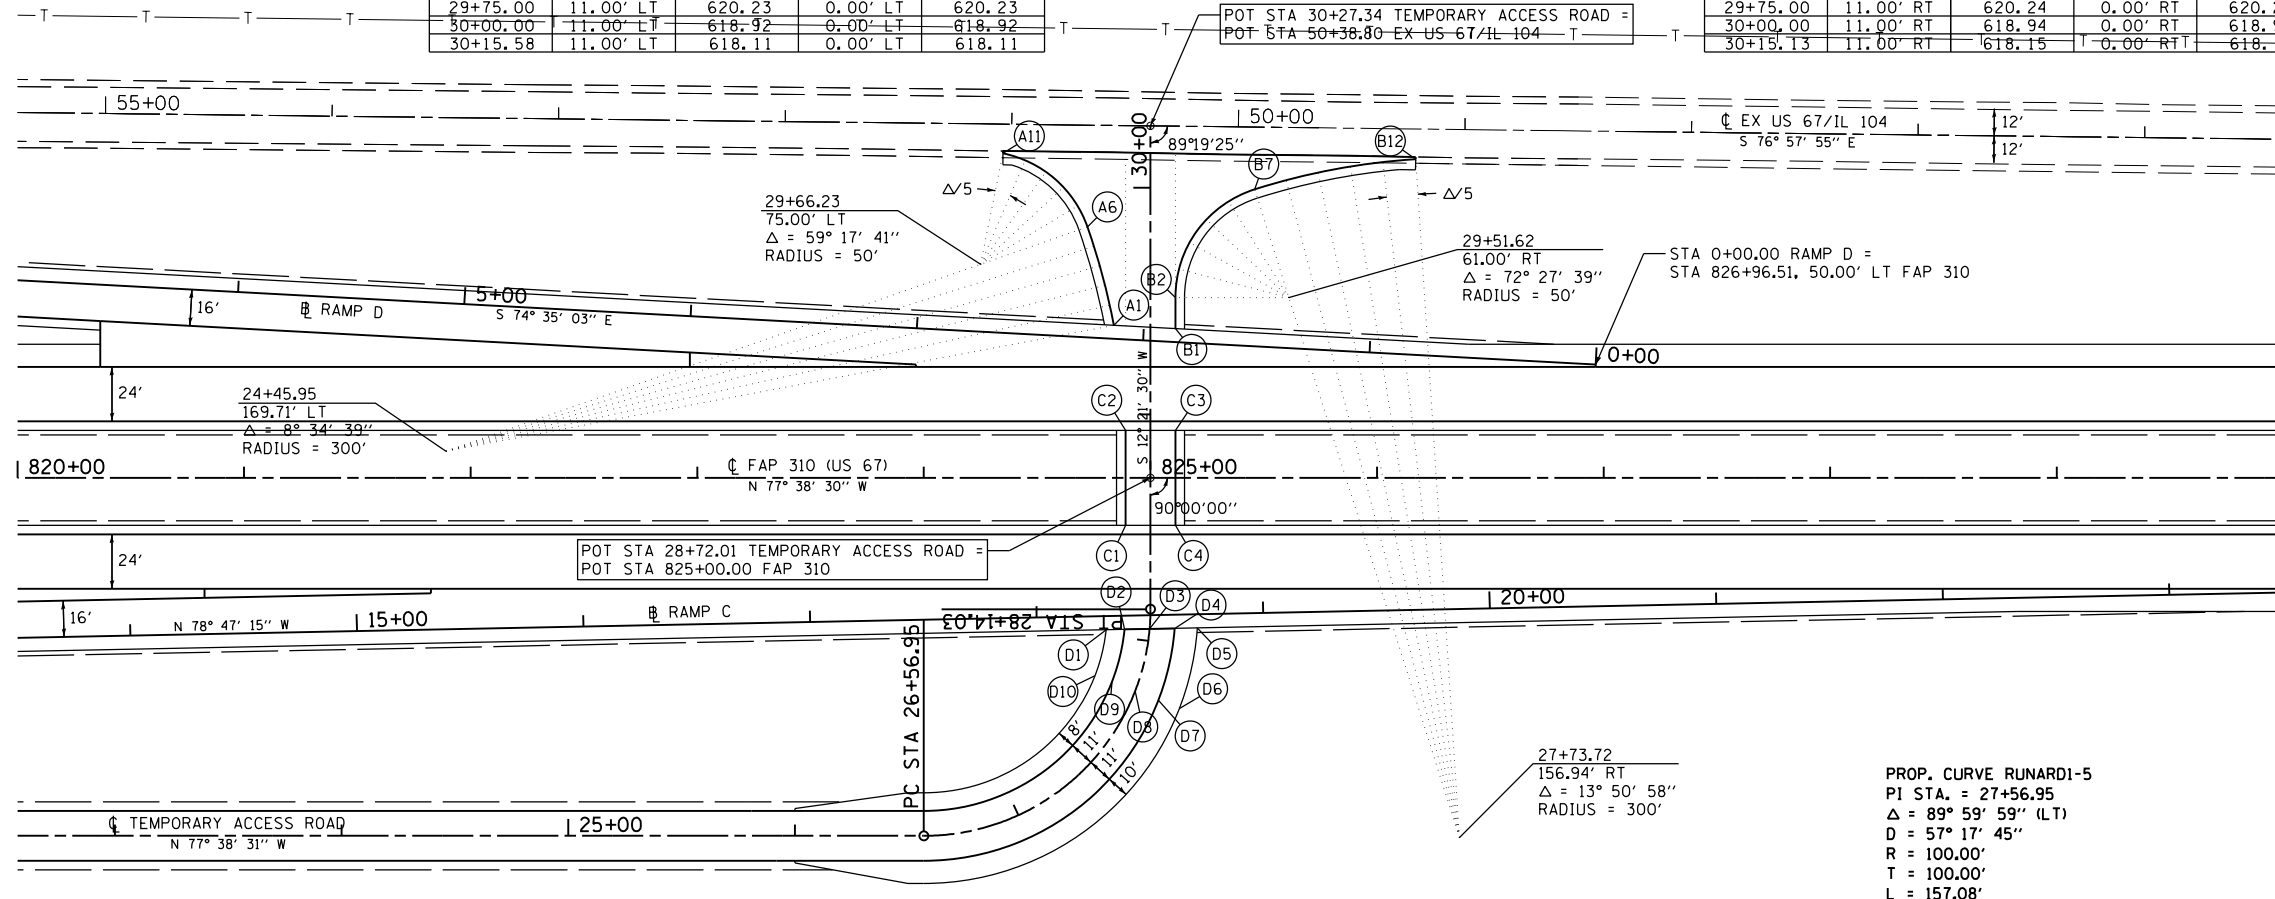 29+75.00 11.00' LT 620.23 0.00' LT 620.23
30+00.00 11.00' LT 618.92 0.00' LT 618.92
30+15.58 11.00' LT 618.11 0.00' LT 618.11
POT STA 30+27.34 TEMPORARY ACCESS ROAD =
POT STA 50+38.80 EX US 67/IL 104
29+75.00 11.00' RT 620.24 0.00' RT
30+00.00 11.00' RT 618.94 0.00' RT
30+15.13 11.00' RT 618.15 0.00' RT
T T T T T T T T T T T T
55+00
50+00
℄ EX US 67/IL 104
S 76° 57' 55" E
12'
12'
A11
30+00
89°19'25"
B12
B7
Δ/5
Δ/5
A6
29+66.23
75.00' LT
Δ = 59° 17' 41"
RADIUS = 50'
29+51.62
61.00' RT
Δ = 72° 27' 39"
RADIUS = 50'
STA 0+00.00 RAMP D =
STA 826+96.51, 50.00' LT FAP 310
B2
A1
B1
5+00
16'
℄ RAMP D
S 74° 35' 03" E
0+00
S 12° 21' 30" W
24'
24+45.95
169.71' LT
Δ = 8° 34' 39"
RADIUS = 300'
C2
C3
820+00
℄ FAP 310 (US 67)
N 77° 38' 30" W
825+00
90°00'00"
POT STA 28+72.01 TEMPORARY ACCESS ROAD =
POT STA 825+00.00 FAP 310
C1
C4
24'
D2
D3
D4
16'
N 78° 47' 15" W
15+00
℄ RAMP C
20+00
PT STA 28+14.03
PC STA 26+56.95
D1
D5
D10
D9
D8
D7
D6
8'
11'
11'
10'
27+73.72
156.94' RT
Δ = 13° 50' 58"
RADIUS = 300'
℄ TEMPORARY ACCESS ROAD
N 77° 38' 31" W
25+00
PROP. CURVE RUNARD1-5
PI STA. = 27+56.95
Δ = 89° 59' 59" (LT)
D = 57° 17' 45"
R = 100.00'
T = 100.00'
L = 157.08'